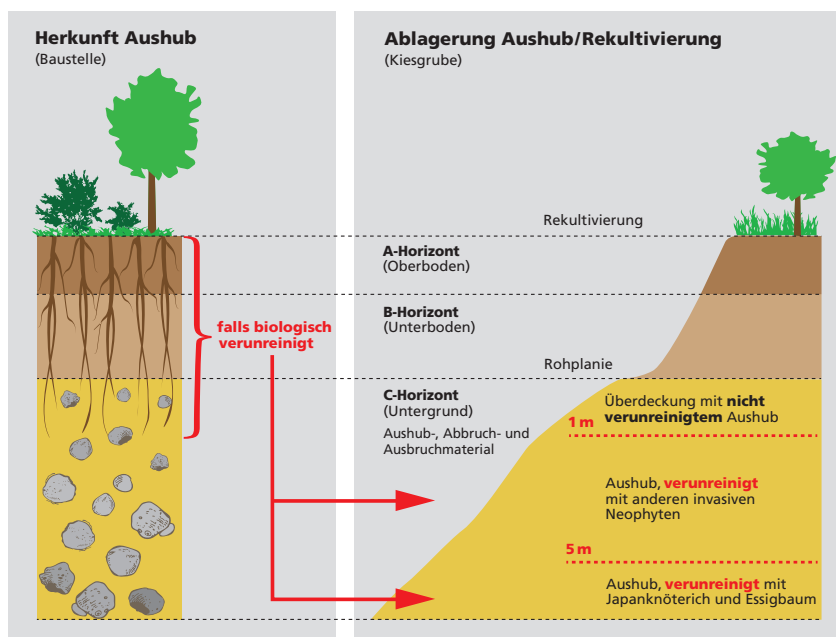 Herkunft Aushub
(Baustelle)
falls biologisch
verunreinigt
Ablagerung Aushub/Rekultivierung
(Kiesgrube)
Rekultivierung
A-Horizont
(Oberboden)
B-Horizont
(Unterboden)
Rohplanie
C-Horizont
(Untergrund)
Aushub-, Abbruch- und
Ausbruchmaterial
Überdeckung mit nicht
verunreinigtem Aushub
1 m
Aushub, verunreinigt
mit anderen invasiven
Neophyten
5 m
Aushub, verunreinigt mit
Japanknöterich und Essigbaum